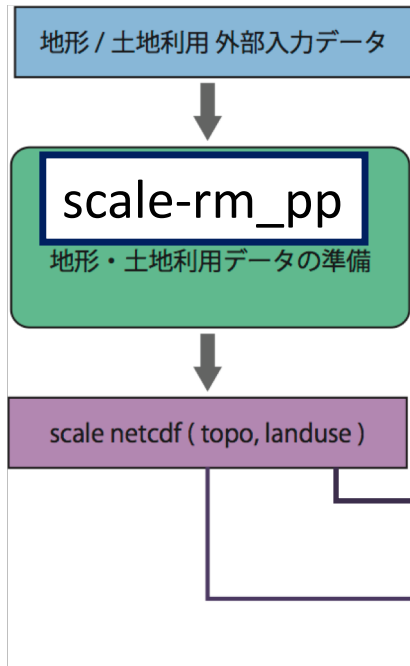 地形 / 土地利用 外部入力データ
scale-rm_pp
地形・土地利用データの準備
scale netcdf ( topo, landuse )